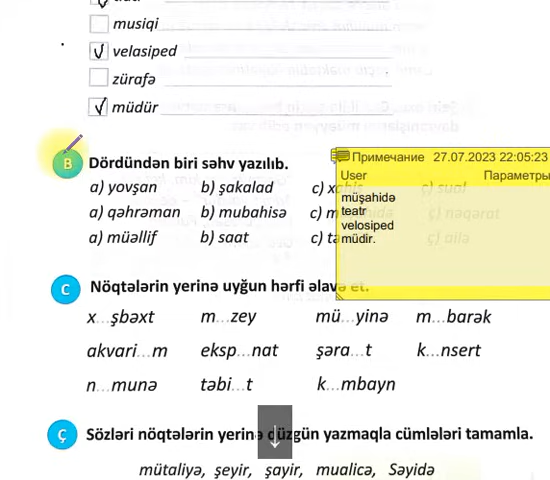 musiqi
velasiped
zürafə
müdür
B Dördündən biri səhv yazılıb.
a) yovşan b) şakalad c) xahiş ç) sual
a) qəhrəman b) mubahisə c) m ç) nəqarət
a) müəllif b) saat c) tə ç) ailə
Примечание 27.07.2023 22:05:23
User Параметры
müşahidə
teatr
velosiped
müdir.
C Nöqtələrin yerinə uyğun hərfi əlavə et.
x...şbəxt m...zey mü...yinə m...barək
akvari...m eksp...nat şəra...t k...nsert
n...munə təbi...t k...mbayn
Ç Sözləri nöqtələrin yerinə düzgün yazmaqla cümlələri tamamla.
mütaliyə, şeyir, şayir, mualicə, Səyidə